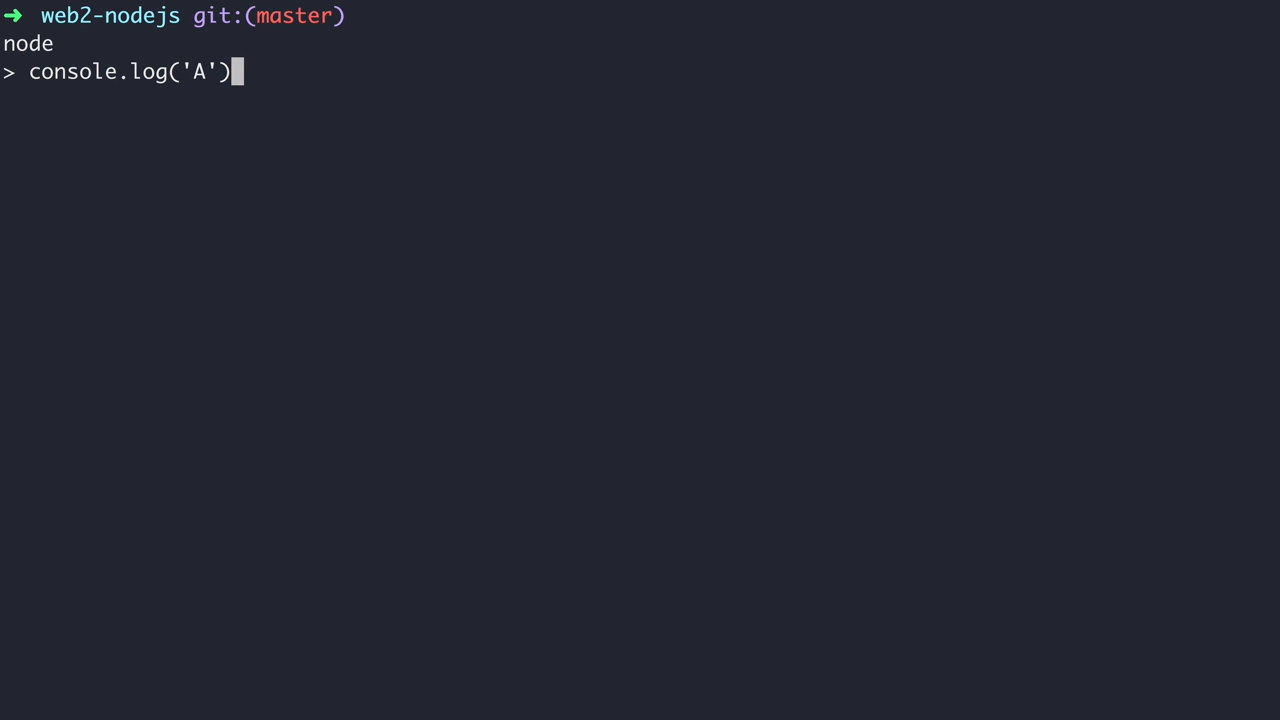 ➜ web2-nodejs git:(master)
node
> console.log('A')